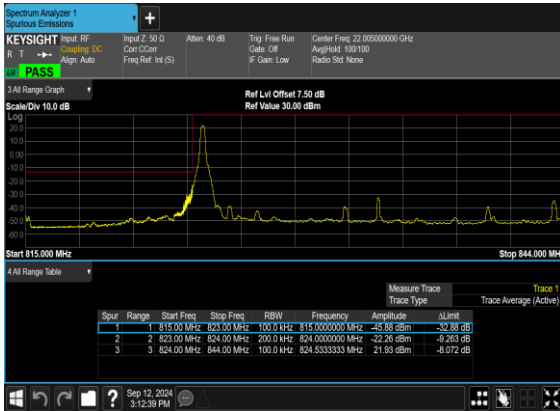 Spectrum Analyzer 1
Spurious Emissions
KEYSIGHT Input: RF Input Z: 50 Ω Atten: 40 dB Trig: Free Run Center Freq: 22.005000000 GHz
R T Coupling: DC Corr CCorr Gate: Off Avg|Hold: 100/100
Align: Auto Freq Ref: Int (S) IF Gain: Low Radio Std: None
PASS
3 All Range Graph
Ref Lvl Offset 7.50 dB
Scale/Div 10.0 dB Ref Value 30.00 dBm
Log
20.0
10.0
0.00
-10.0
-20.0
-30.0
-40.0
-50.0
-60.0
Start 815.000 MHz Stop 844.000 MH
4 All Range Table
Measure Trace Trace 1
Trace Type Trace Average (Active)
Spur Range Start Freq Stop Freq RBW Frequency Amplitude ΔLimit
1 1 815.00 MHz 823.00 MHz 100.0 kHz 815.0000000 MHz -45.88 dBm -32.88 dB
2 2 823.00 MHz 824.00 MHz 200.0 kHz 824.0000000 MHz -22.26 dBm -9.263 dB
3 3 824.00 MHz 844.00 MHz 100.0 kHz 824.5333333 MHz 21.93 dBm -8.072 dB
Sep 12, 2024
3:12:39 PM